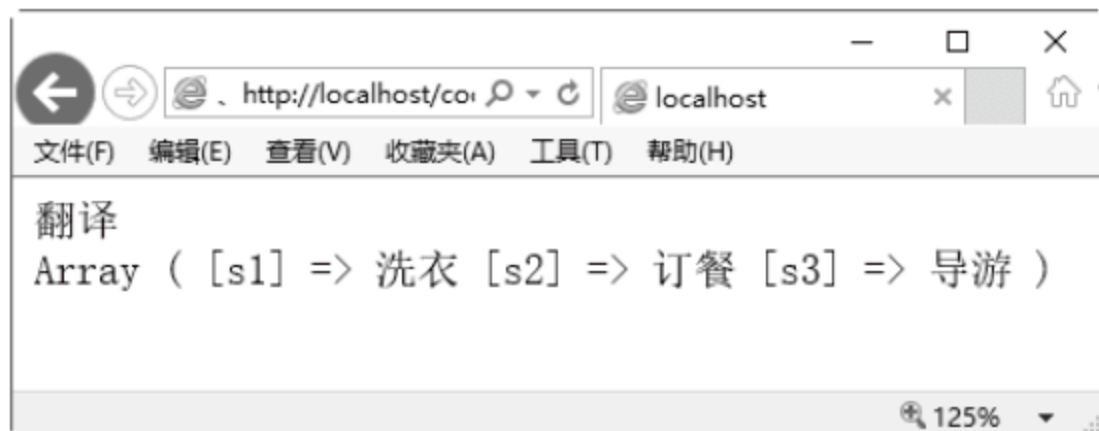 、 http://localhost/co
localhost
文件(F) 编辑(E) 查看(V) 收藏夹(A) 工具(T) 帮助(H)
翻译
Array ( [s1] => 洗衣 [s2] => 订餐 [s3] => 导游 )
125%